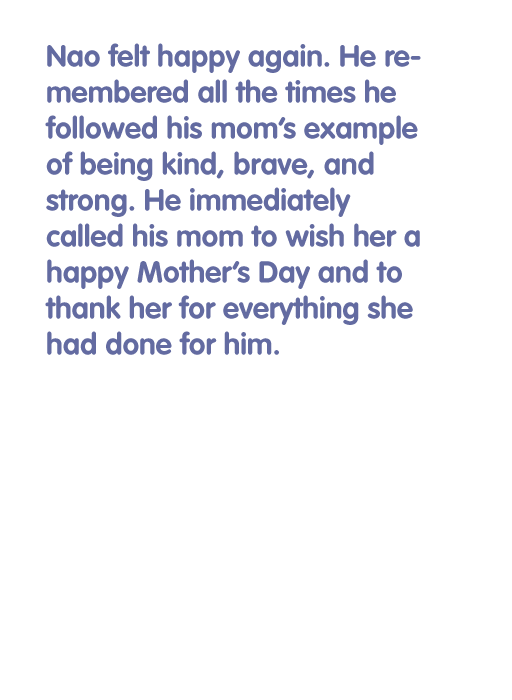 Nao felt happy again. He re-
membered all the times he
followed his mom's example
of being kind, brave, and
strong. He immediately
called his mom to wish her a
happy Mother's Day and to
thank her for everything she
had done for him.